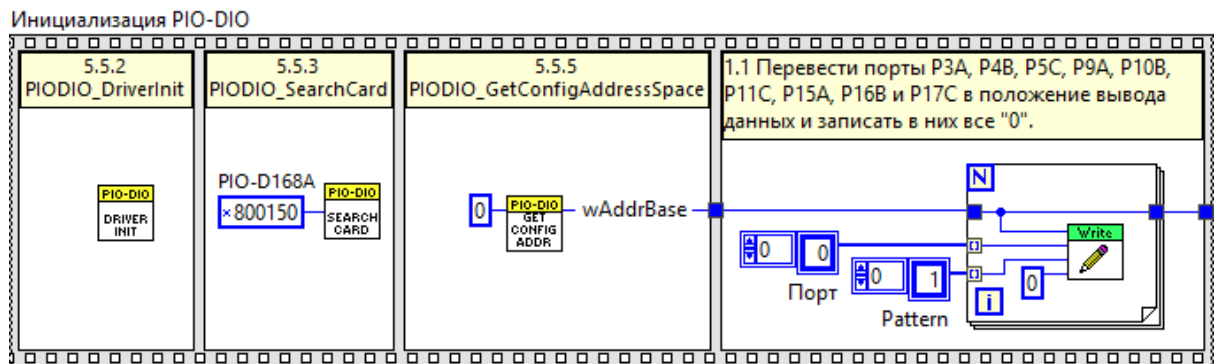 Инициализация PIO-DIO
5.5.2
PIODIO_DriverInit
PIO-DIO
DRIVER
INIT
5.5.3
PIODIO_SearchCard
PIO-D168A
×800150
PIO-DIO
SEARCH
CARD
5.5.5
PIODIO_GetConfigAddressSpace
0
PIO-DIO
GET
CONFIG
ADDR
wAddrBase
1.1 Перевести порты P3A, P4B, P5C, P9A, P10B,
P11C, P15A, P16B и P17C в положение вывода
данных и записать в них все "0".
N
Write
0
0
Порт
0
1
Pattern
i
0